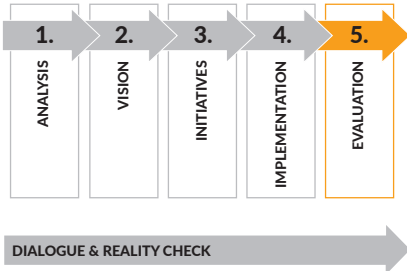 1.
2.
3.
4.
5.
ANALYSIS
VISION
INITIATIVES
IMPLEMENTATION
EVALUATION
DIALOGUE & REALITY CHECK